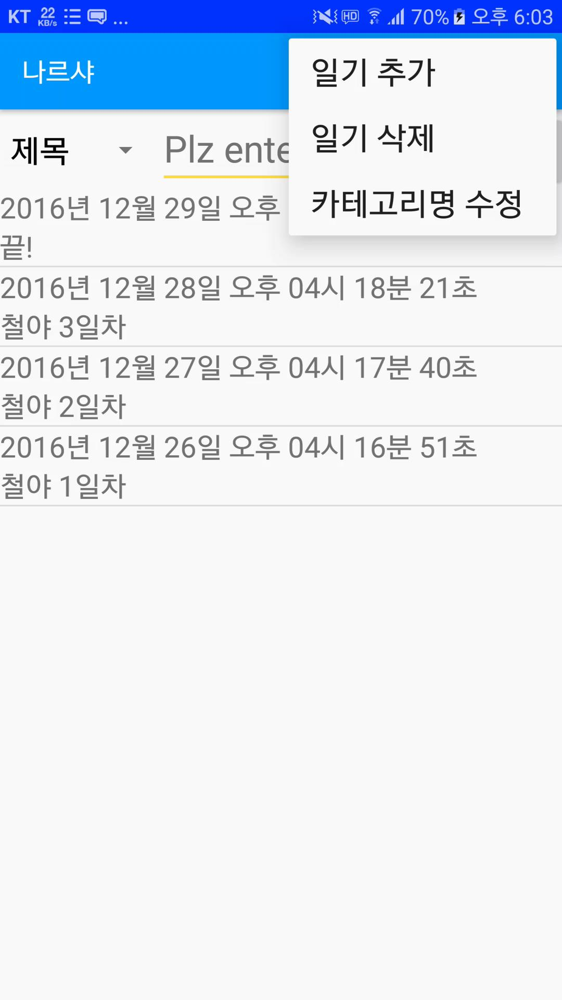 KT 22 KB/s ... HD 70% 오후 6:03
나르샤
일기 추가
일기 삭제
카테고리명 수정
제목 Plz ente
2016년 12월 29일 오후
끝!
2016년 12월 28일 오후 04시 18분 21초
철야 3일차
2016년 12월 27일 오후 04시 17분 40초
철야 2일차
2016년 12월 26일 오후 04시 16분 51초
철야 1일차